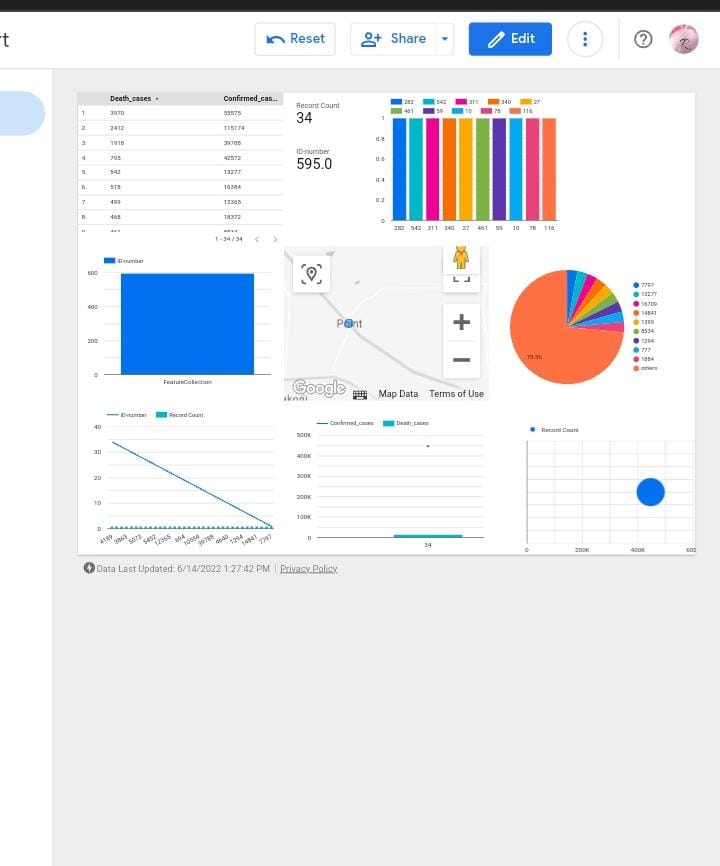 t
Reset
Share
Edit
Death_cases
Confirmed_cas...
1. 3970 55575
2. 2412 115174
3. 1918 39788
4. 795 42572
5. 542 13277
6. 518 16384
7. 499 12365
8. 468 18372
1 - 34 / 34
Record Count
34
ID-number
595.0
282 542 311 340 27
461 59 10 78 116
1
0.8
0.6
0.4
0.2
0
282 542 311 340 27 461 59 10 78 116
ID-number
600
400
200
0
FeatureCollection
Point
Google
Map Data
Terms of Use
73.5%
7797
13277
16709
14841
1399
8534
1294
777
1884
others
ID-number Record Count
40
30
20
10
0
4189 3963 5073 5452 12365 694 10554 39788 4640 1294 14841 7797
Confirmed_cases Death_cases
500K
400K
300K
200K
100K
0
34
Record Count
0 200K 400K 600
Data Last Updated: 6/14/2022 1:27:42 PM
Privacy Policy